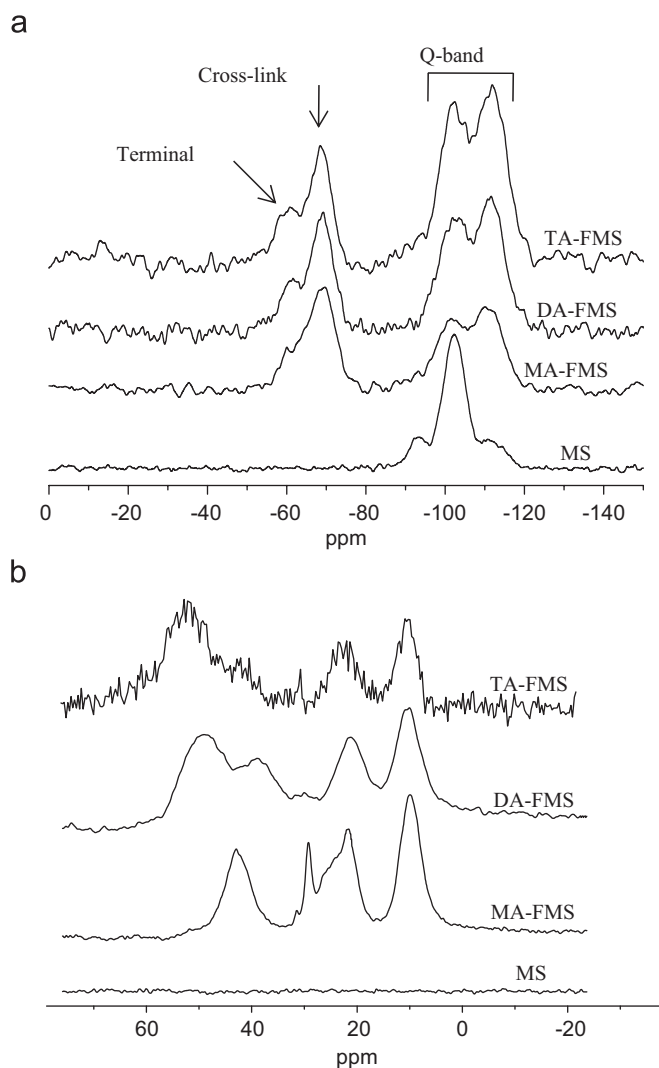 a
Cross-link
Q-band
Terminal
TA-FMS
DA-FMS
MA-FMS
MS
0 -20 -40 -60 -80 -100 -120 -140
ppm
b
TA-FMS
DA-FMS
MA-FMS
MS
60 40 20 0 -20
ppm